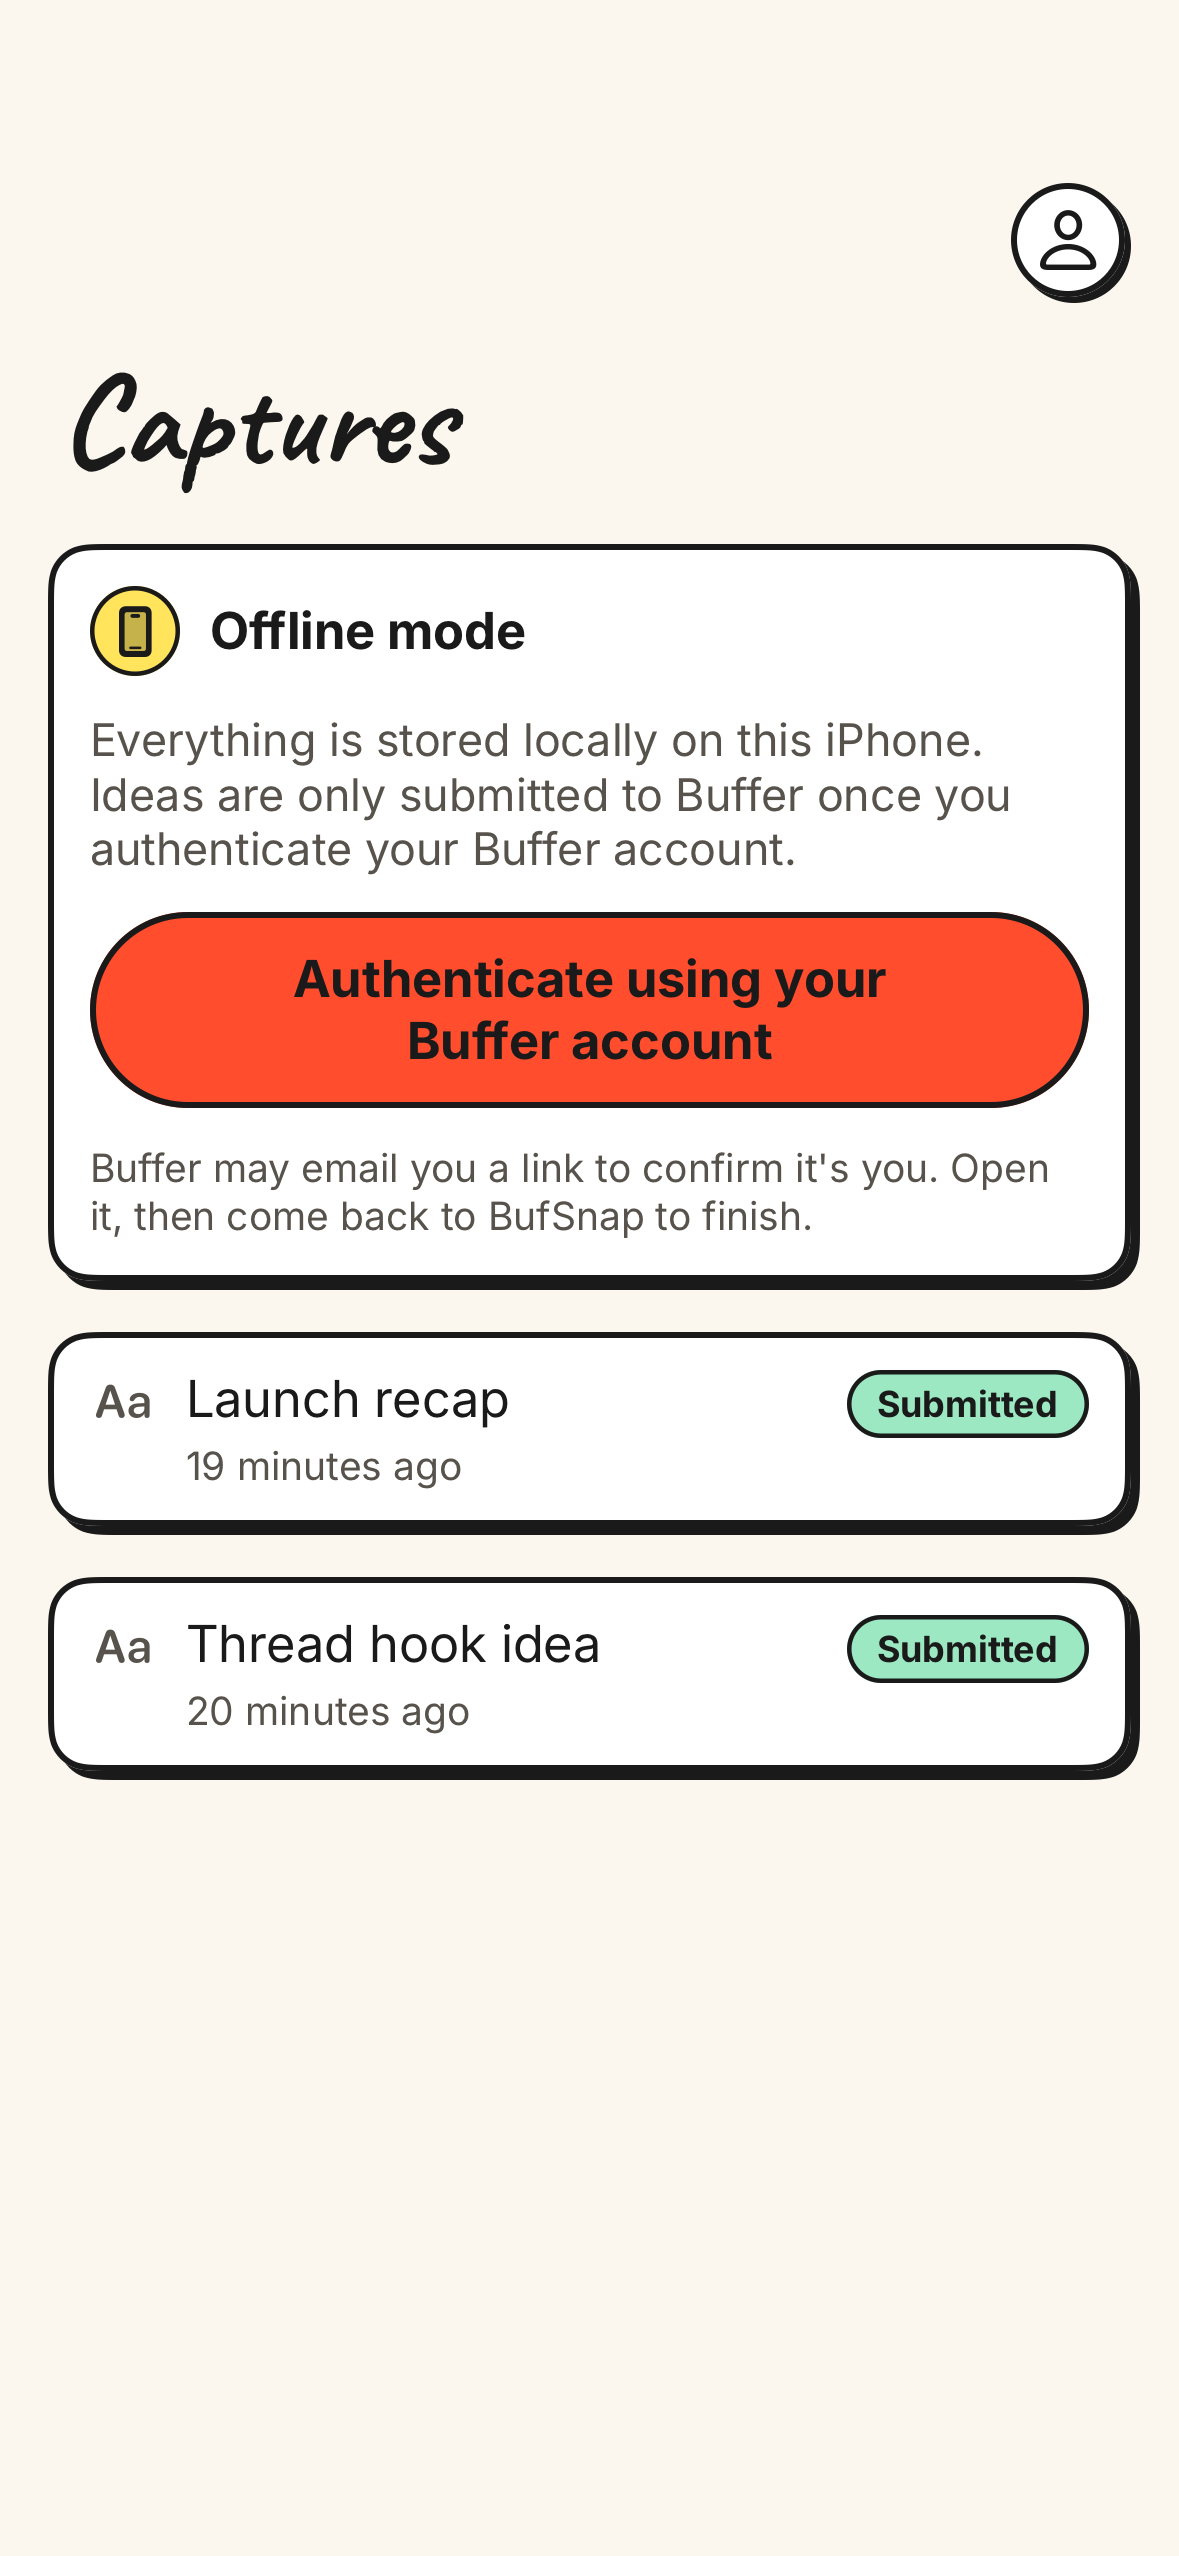 Captures
Offline mode
Everything is stored locally on this iPhone.
Ideas are only submitted to Buffer once you
authenticate your Buffer account.
Authenticate using your
Buffer account
Buffer may email you a link to confirm it's you. Open
it, then come back to BufSnap to finish.
Aa Launch recap Submitted
19 minutes ago
Aa Thread hook idea Submitted
20 minutes ago